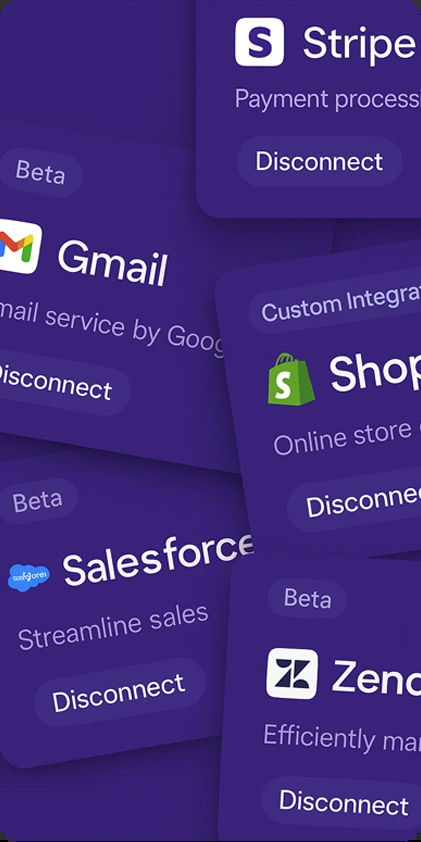 Stripe
Payment processi
Disconnect
Beta
Gmail
mail service by Goog
Disconnect
Custom Integrat
Shop
Online store
Disconnec
Beta
Salesforce
Streamline sales
Disconnect
Beta
Zend
Efficiently ma
Disconnect